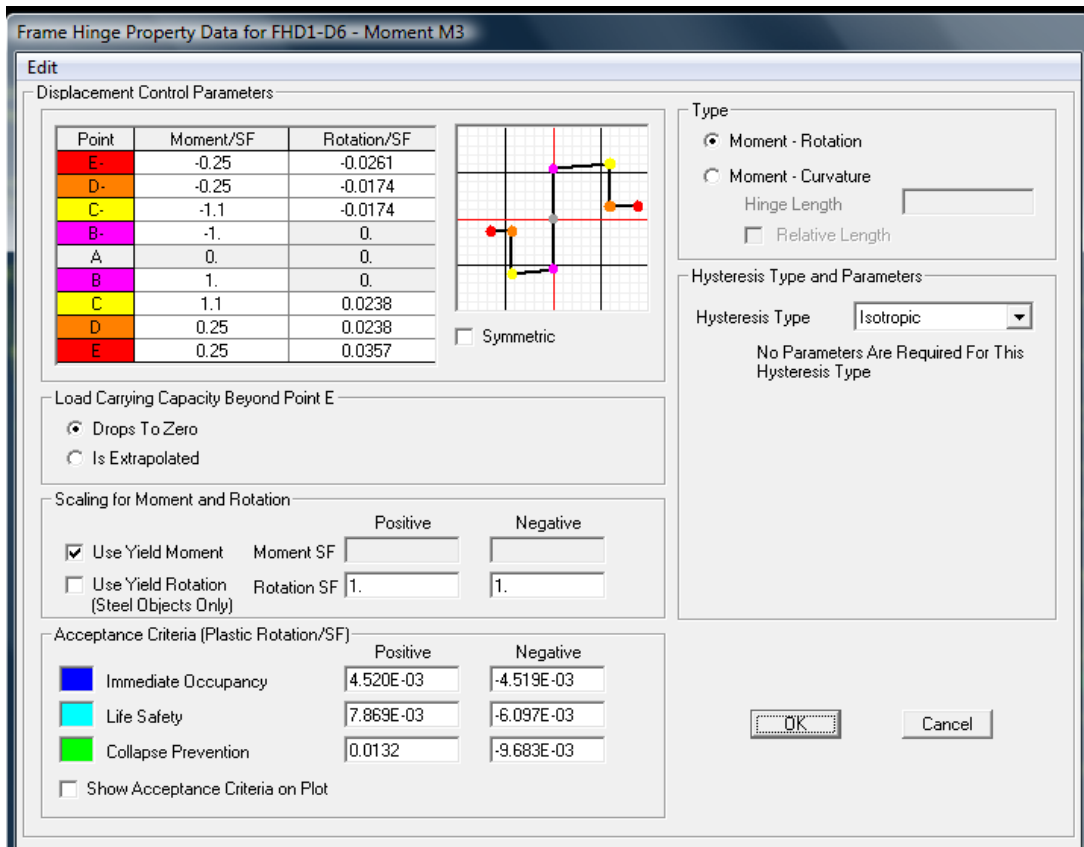 Frame Hinge Property Data for FHD1-D6 - Moment M3
Edit
Displacement Control Parameters
Point Moment/SF Rotation/SF
E- -0.25 -0.0261
D- -0.25 -0.0174
C- -1.1 -0.0174
B- -1. 0.
A 0. 0.
B 1. 0.
C 1.1 0.0238
D 0.25 0.0238
E 0.25 0.0357
Symmetric
Type
Moment - Rotation
Moment - Curvature
Hinge Length
Relative Length
Hysteresis Type and Parameters
Hysteresis Type Isotropic
No Parameters Are Required For This
Hysteresis Type
Load Carrying Capacity Beyond Point E
Drops To Zero
Is Extrapolated
Scaling for Moment and Rotation
Positive Negative
Use Yield Moment Moment SF
Use Yield Rotation Rotation SF 1. 1.
(Steel Objects Only)
Acceptance Criteria (Plastic Rotation/SF)
Positive Negative
Immediate Occupancy 4.520E-03 -4.519E-03
Life Safety 7.869E-03 -6.097E-03
Collapse Prevention 0.0132 -9.683E-03
Show Acceptance Criteria on Plot
OK Cancel